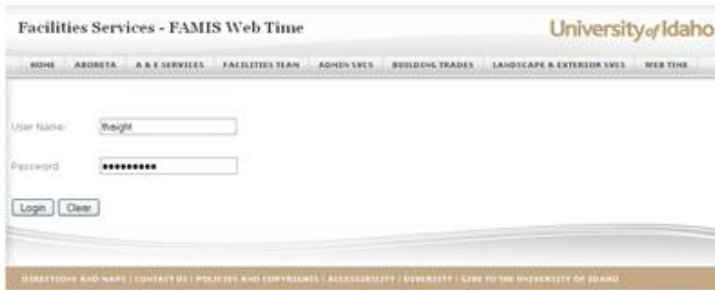 Facilities Services - FAMIS Web Time
University of Idaho
HOME ARBORETA A & E SERVICES FACILITIES TEAM ADMIN SVCS BUILDING TRADES LANDSCAPE & EXTERIOR SVCS WEB TIME
User Name:
Password
Login Clear
DIRECTIONS AND MAPS | CONTACT US | POLICIES AND COPYRIGHTS | ACCESSIBILITY | DIVERSITY | GIVE TO THE UNIVERSITY OF IDAHO